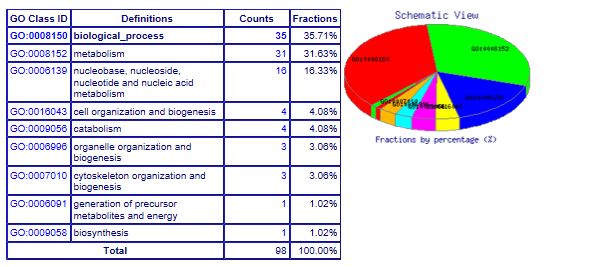 GO Class ID Definitions Counts Fractions
GO:0008150 biological_process 35 35.71%
GO:0008152 metabolism 31 31.63%
GO:0006139 nucleobase, nucleoside, 16 16.33%
nucleotide and nucleic acid
metabolism
GO:0016043 cell organization and biogenesis 4 4.08%
GO:0009056 catabolism 4 4.08%
GO:0006996 organelle organization and 3 3.06%
biogenesis
GO:0007010 cytoskeleton organization and 3 3.06%
biogenesis
GO:0006091 generation of precursor 1 1.02%
metabolites and energy
GO:0009058 biosynthesis 1 1.02%
Total 98 100.00%
Schematic View
GO:0008152
GO:0008150
Fractions by percentage (%)